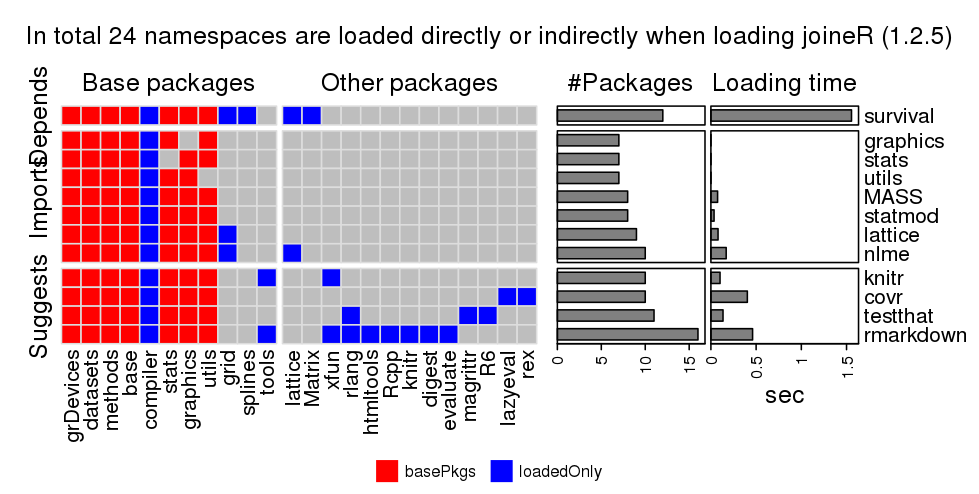 In total 24 namespaces are loaded directly or indirectly when loading joineR (1.2.5)
Base packages
Other packages
#Packages
Loading time
Depends
Imports
Suggests
survival
graphics
stats
utils
MASS
statmod
lattice
nlme
knitr
covr
testthat
rmarkdown
grDevices
datasets
methods
base
compiler
stats
graphics
utils
grid
splines
tools
lattice
Matrix
xfun
rlang
htmltools
Rcpp
knitr
digest
evaluate
magrittr
R6
lazyeval
rex
0
5
10
15
0
0.5
1
1.5
sec
basePkgs
loadedOnly